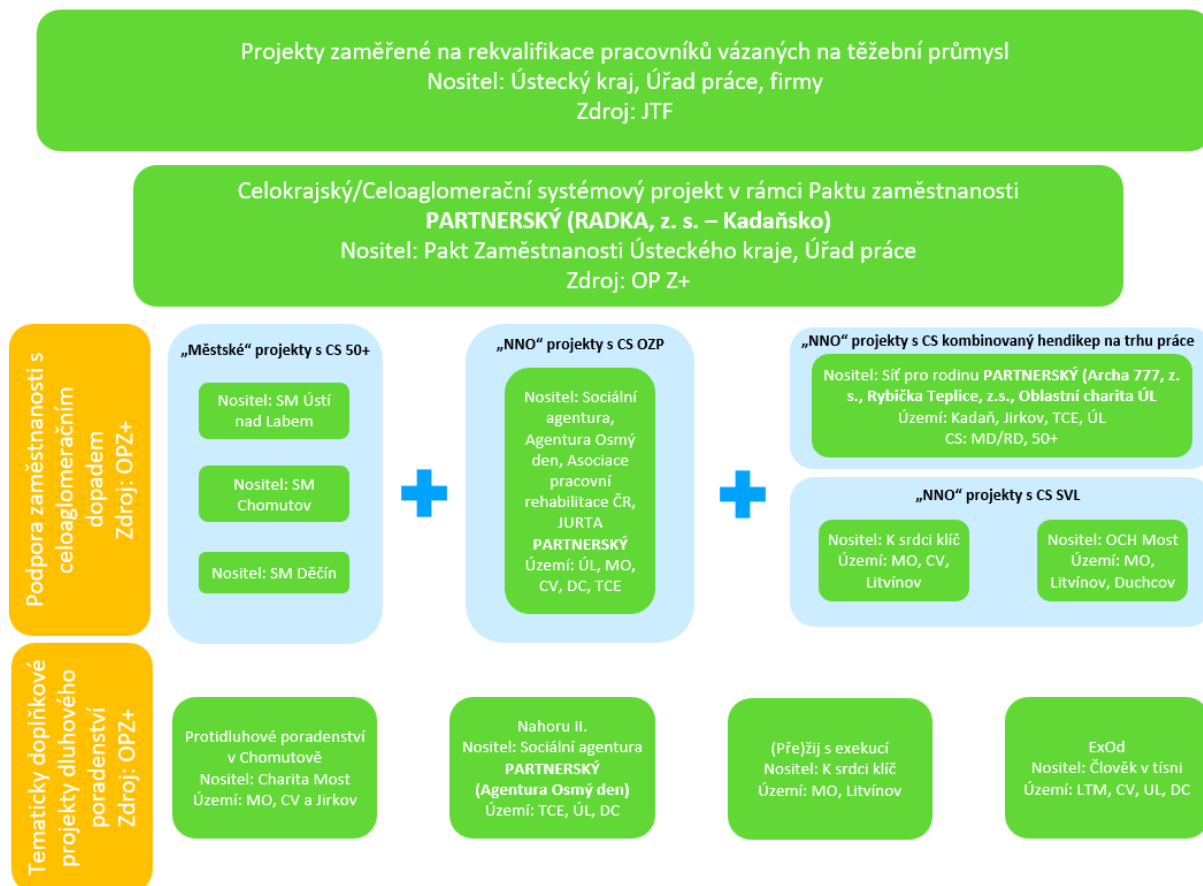 Projekty zaměřené na rekvalifikace pracovníků vázaných na těžební průmysl
Nositel: Ústecký kraj, Úřad práce, firmy
Zdroj: JTF
Celokrajský/Celoaglomerační systémový projekt v rámci Paktu zaměstnanosti
PARTNERSKÝ (RADKA, z. s. – Kadaňsko)
Nositel: Pakt Zaměstnanosti Ústeckého kraje, Úřad práce
Zdroj: OP Z+
Podpora zaměstnanosti s
celoaglomeračním
dopadem
Zdroj: OPZ+
„Městské“ projekty s CS 50+
Nositel: SM Ústí
nad Labem
Nositel: SM
Chomutov
Nositel: SM Děčín
„NNO“ projekty s CS OZP
Nositel: Sociální
agentura,
Agentura Osmý
den, Asociace
pracovní
rehabilitace ČR,
JURTA
PARTNERSKÝ
Území: ÚL, MO,
CV, DC, TCE
„NNO“ projekty s CS kombinovaný hendikep na trhu práce
Nositel: Síť pro rodinu PARTNERSKÝ (Archa 777, z.
s., Rybička Teplice, z.s., Oblastní charita ÚL
Území: Kadaň, Jirkov, TCE, ÚL
CS: MD/RD, 50+
„NNO“ projekty s CS SVL
Nositel: K srdci klíč
Území: MO, CV,
Litvínov
Nositel: OCH Most
Území: MO,
Litvínov, Duchcov
Tematicky doplňkové
projekty dluhového
poradenství
Zdroj: OPZ+
Protidluhové poradenství
v Chomutově
Nositel: Charita Most
Území: MO, CV a Jirkov
Nahoru II.
Nositel: Sociální agentura
PARTNERSKÝ
(Agentura Osmý den)
Území: TCE, ÚL, DC
(Pře)žij s exekucí
Nositel: K srdci klíč
Území: MO, Litvínov
ExOd
Nositel: Člověk v tísni
Území: LTM, CV, UL, DC